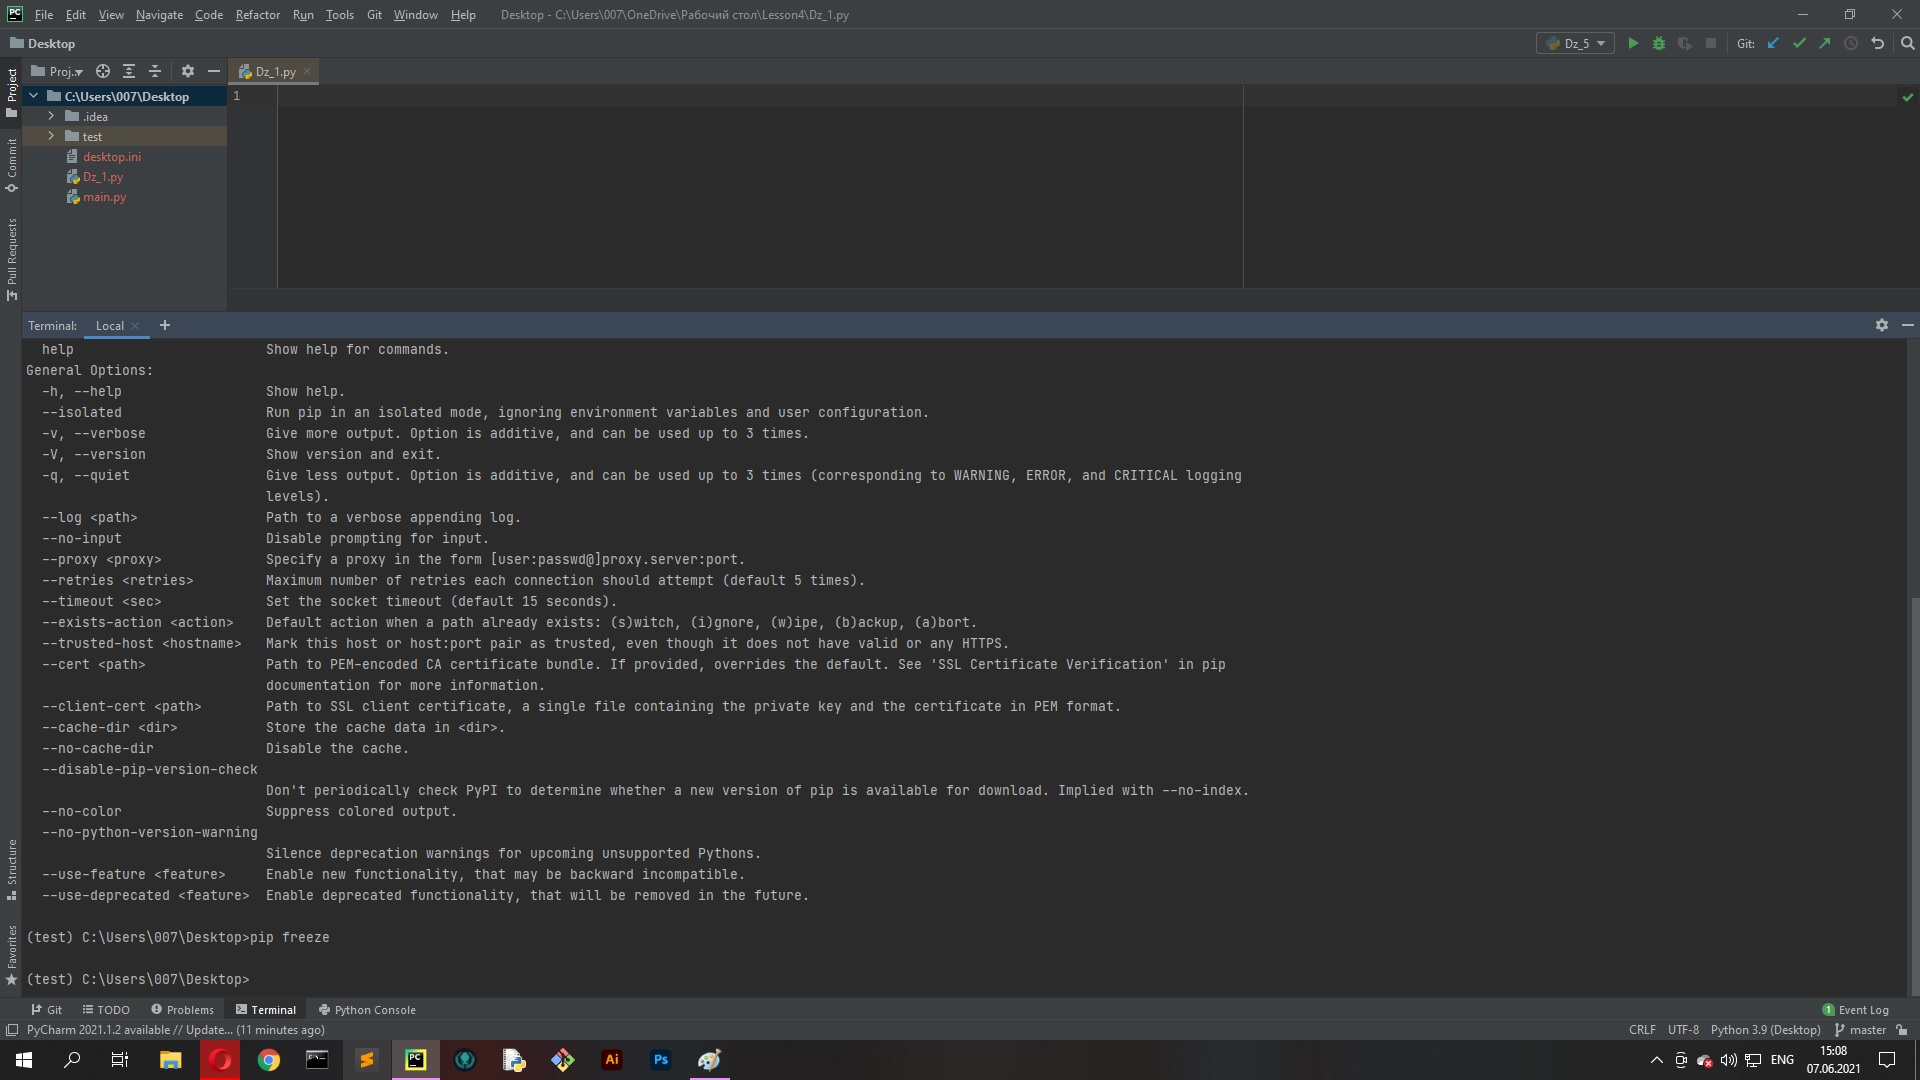 PC File Edit View Navigate Code Refactor Run Tools Git Window Help Desktop - C:\Users\007\OneDrive\Рабочий стол\Lesson4\Dz_1.py
Desktop
Dz_5
Git:
Proj..
Dz_1.py
Project
Commit
Pull Requests
Structure
Favorites
C:\Users\007\Desktop
.idea
test
desktop.ini
Dz_1.py
main.py
1
Terminal: Local
help Show help for commands.
General Options:
-h, --help Show help.
--isolated Run pip in an isolated mode, ignoring environment variables and user configuration.
-v, --verbose Give more output. Option is additive, and can be used up to 3 times.
-V, --version Show version and exit.
-q, --quiet Give less output. Option is additive, and can be used up to 3 times (corresponding to WARNING, ERROR, and CRITICAL logging
levels).
--log <path> Path to a verbose appending log.
--no-input Disable prompting for input.
--proxy <proxy> Specify a proxy in the form [user:passwd@]proxy.server:port.
--retries <retries> Maximum number of retries each connection should attempt (default 5 times).
--timeout <sec> Set the socket timeout (default 15 seconds).
--exists-action <action> Default action when a path already exists: (s)witch, (i)gnore, (w)ipe, (b)ackup, (a)bort.
--trusted-host <hostname> Mark this host or host:port pair as trusted, even though it does not have valid or any HTTPS.
--cert <path> Path to PEM-encoded CA certificate bundle. If provided, overrides the default. See 'SSL Certificate Verification' in pip
documentation for more information.
--client-cert <path> Path to SSL client certificate, a single file containing the private key and the certificate in PEM format.
--cache-dir <dir> Store the cache data in <dir>.
--no-cache-dir Disable the cache.
--disable-pip-version-check
Don't periodically check PyPI to determine whether a new version of pip is available for download. Implied with --no-index.
--no-color Suppress colored output.
--no-python-version-warning
Silence deprecation warnings for upcoming unsupported Pythons.
--use-feature <feature> Enable new functionality, that may be backward incompatible.
--use-deprecated <feature> Enable deprecated functionality, that will be removed in the future.
(test) C:\Users\007\Desktop>pip freeze
(test) C:\Users\007\Desktop>
Git TODO Problems Terminal Python Console 1 Event Log
PyCharm 2021.1.2 available // Update... (11 minutes ago) CRLF UTF-8 Python 3.9 (Desktop) master
PC Ai Ps ENG 15:08
07.06.2021